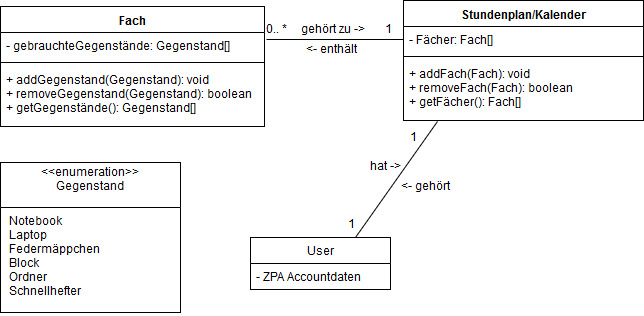 Fach
- gebrauchteGegenstände: Gegenstand[]
+ addGegenstand(Gegenstand): void
+ removeGegenstand(Gegenstand): boolean
+ getGegenstände(): Gegenstand[]
0.. * gehört zu -> 1
<- enthält
Stundenplan/Kalender
- Fächer: Fach[]
+ addFach(Fach): void
+ removeFach(Fach): boolean
+ getFächer(): Fach[]
1
hat ->
<- gehört
1
<<enumeration>>
Gegenstand
Notebook
Laptop
Federmäppchen
Block
Ordner
Schnellhefter
User
- ZPA Accountdaten